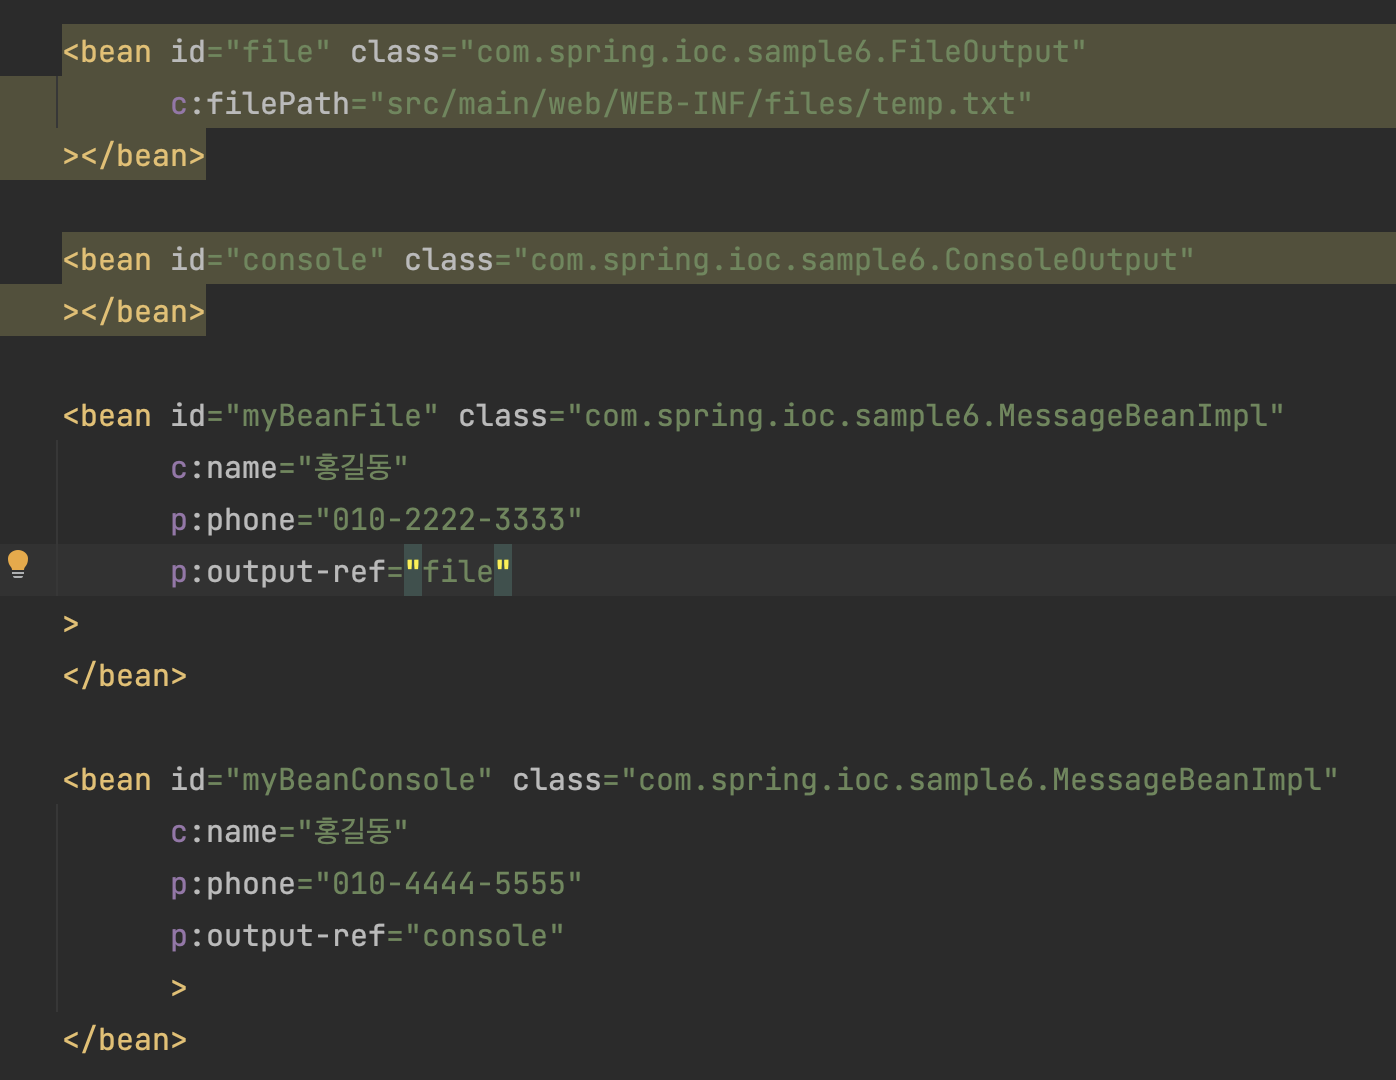 <bean id="file" class="com.spring.ioc.sample6.FileOutput"
c:filePath="src/main/web/WEB-INF/files/temp.txt"
></bean>
<bean id="console" class="com.spring.ioc.sample6.ConsoleOutput"
></bean>
<bean id="myBeanFile" class="com.spring.ioc.sample6.MessageBeanImpl"
c:name="홍길동"
p:phone="010-2222-3333"
p:output-ref="file"
>
</bean>
<bean id="myBeanConsole" class="com.spring.ioc.sample6.MessageBeanImpl"
c:name="홍길동"
p:phone="010-4444-5555"
p:output-ref="console"
>
</bean>